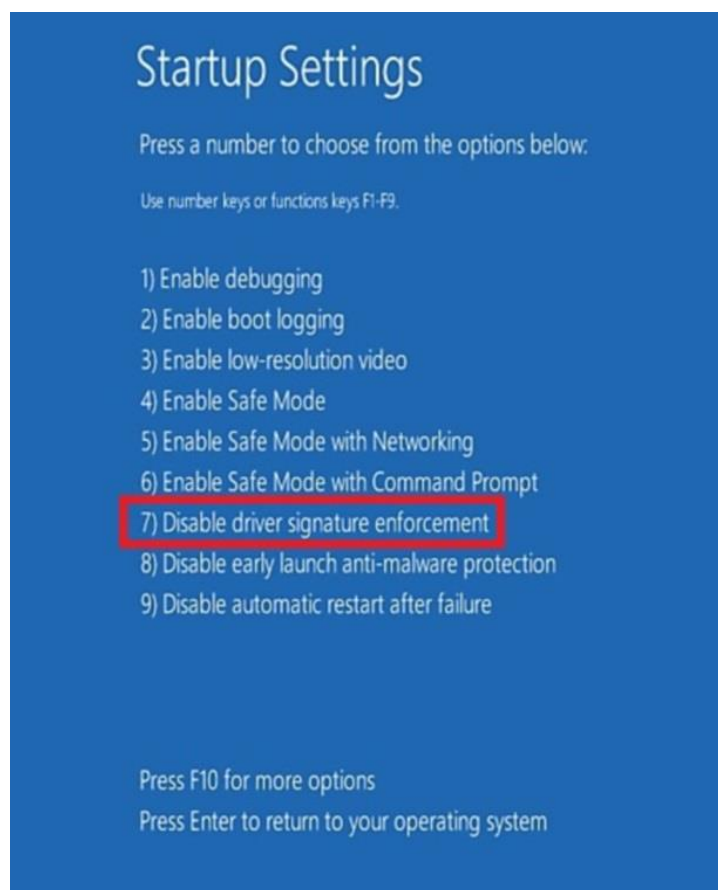 Startup Settings
Press a number to choose from the options below:
Use number keys or functions keys F1-F9.
1) Enable debugging
2) Enable boot logging
3) Enable low-resolution video
4) Enable Safe Mode
5) Enable Safe Mode with Networking
6) Enable Safe Mode with Command Prompt
7) Disable driver signature enforcement
8) Disable early launch anti-malware protection
9) Disable automatic restart after failure
Press F10 for more options
Press Enter to return to your operating system